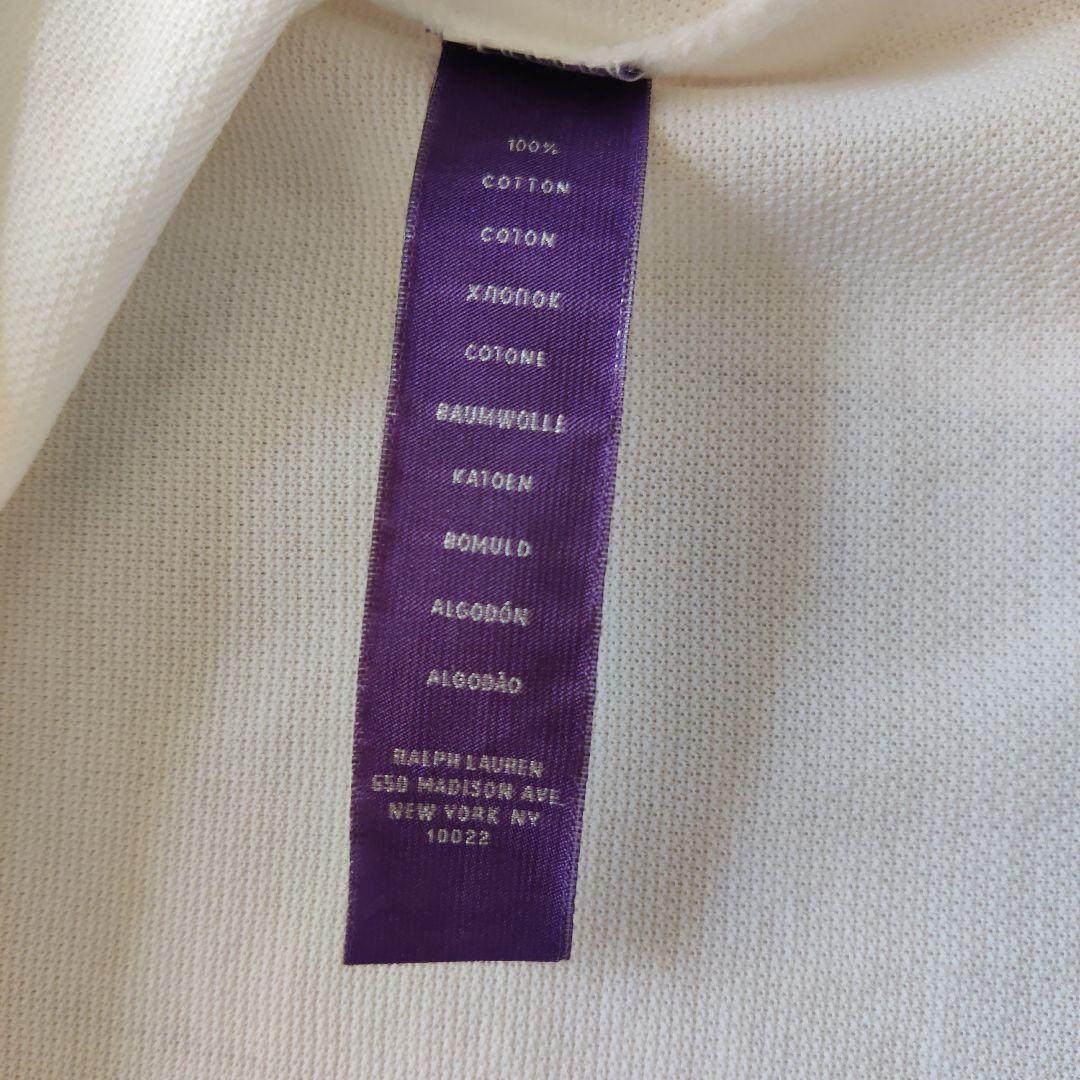 100%
COTTON
COTON
ХЛОПОК
COTONE
BAUMWOLLE
KATOEN
BOMULD
ALGODÓN
ALGODÃO
RALPH LAUREN
650 MADISON AVE
NEW YORK NY
10022